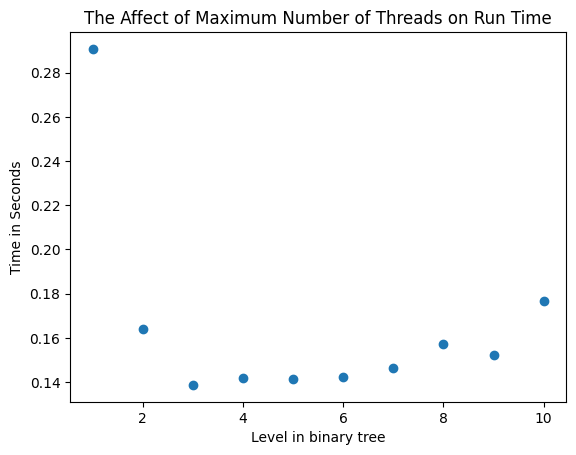 The Affect of Maximum Number of Threads on Run Time
0.28
0.26
0.24
0.22
0.20
0.18
0.16
0.14
Time in Seconds
2 4 6 8 10
Level in binary tree